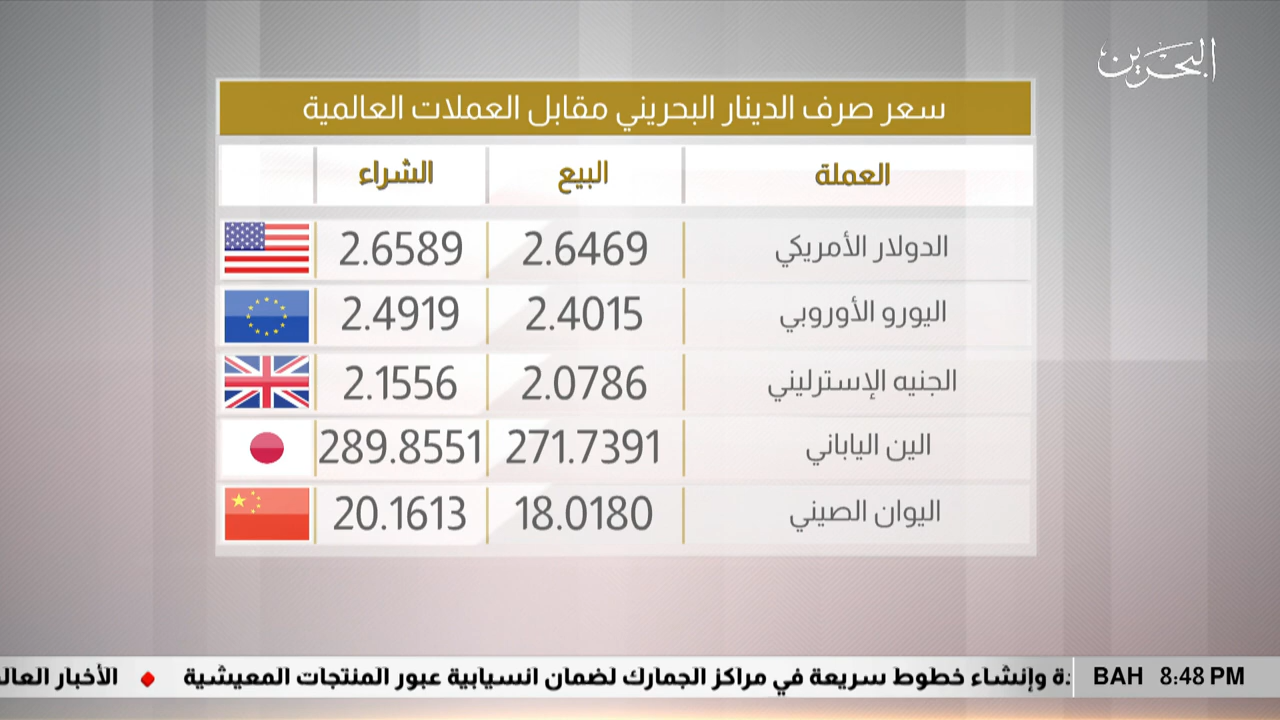 البحرين
سعر صرف الدينار البحريني مقابل العملات العالمية
العملة البيع الشراء
الدولار الأمريكي 2.6469 2.6589
اليورو الأوروبي 2.4015 2.4919
الجنيه الإسترليني 2.0786 2.1556
الين الياباني 271.7391 289.8551
اليوان الصيني 18.0180 20.1613
BAH 8:48 PM
وإنشاء خطوط سريعة في مراكز الجمارك لضمان انسيابية عبور المنتجات المعيشية
الأخبار